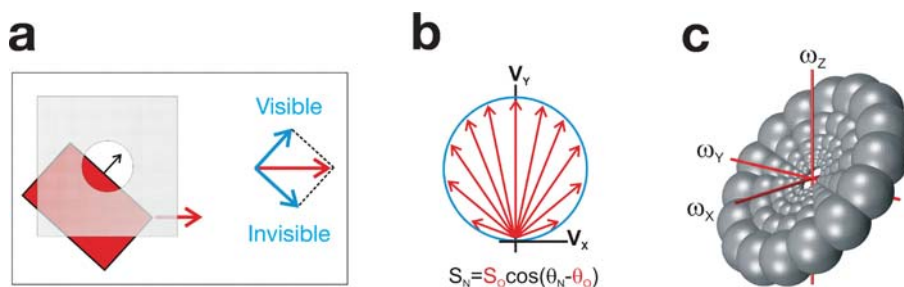 a
Visible
Invisible
b
V_Y
V_X
S_N=S_O cos(θ_N-θ_O)
c
ω_Z
ω_Y
ω_X